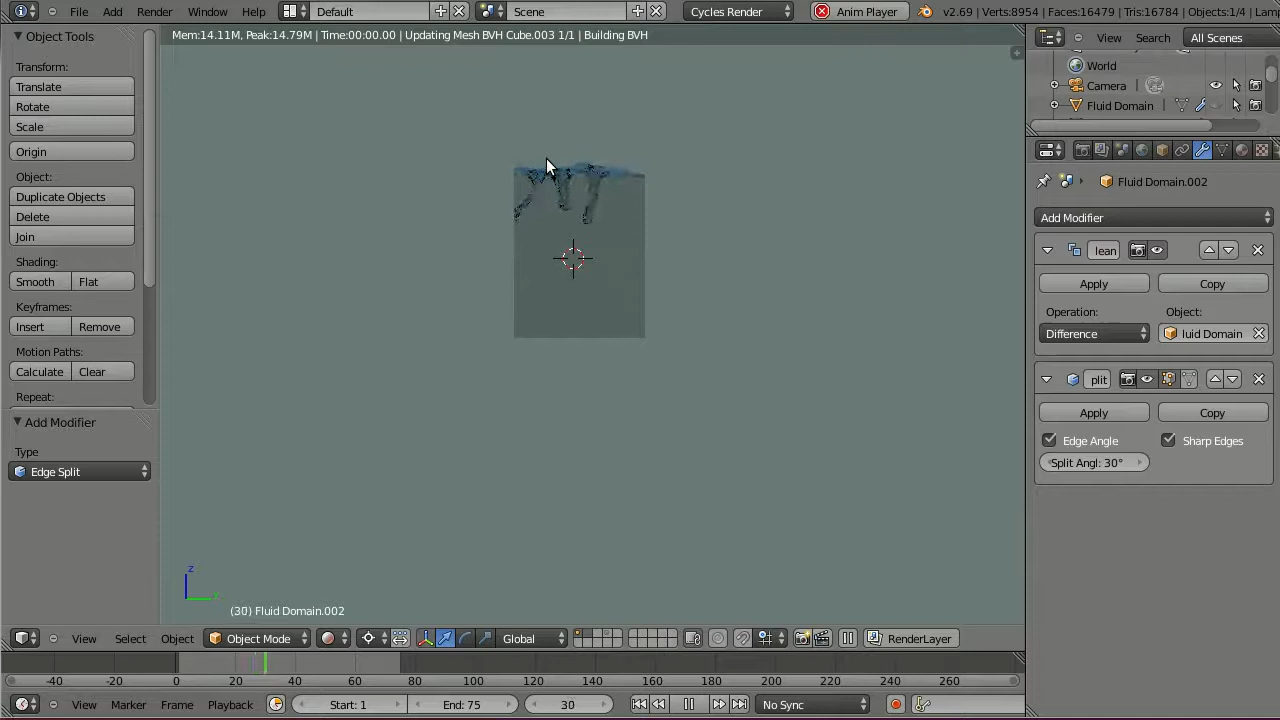 File Add Render Window Help Default Scene Cycles Render Anim Player v2.69 | Verts:8954 | Faces:16479 | Tris:16784 | Objects:1/4 | Lamp
Object Tools
Transform:
Translate
Rotate
Scale
Origin
Object:
Duplicate Objects
Delete
Join
Shading:
Smooth Flat
Keyframes:
Insert Remove
Motion Paths:
Calculate Clear
Repeat:
Add Modifier
Type
Edge Split
Mem:14.11M, Peak:14.79M | Time:00:00.00 | Updating Mesh BVH Cube.003 1/1 | Building BVH
z
(30) Fluid Domain.002
View Select Object Object Mode Global RenderLayer
-40 -20 0 20 40 60 80 100 120 140 160 180 200 220 240 260
View Marker Frame Playback Start: 1 End: 75 30 No Sync
View Search All Scenes
World
Camera
Fluid Domain
Fluid Domain.002
Add Modifier
lean
Apply Copy
Operation: Object:
Difference luid Domain
plit
Apply Copy
Edge Angle Sharp Edges
Split Angl: 30°